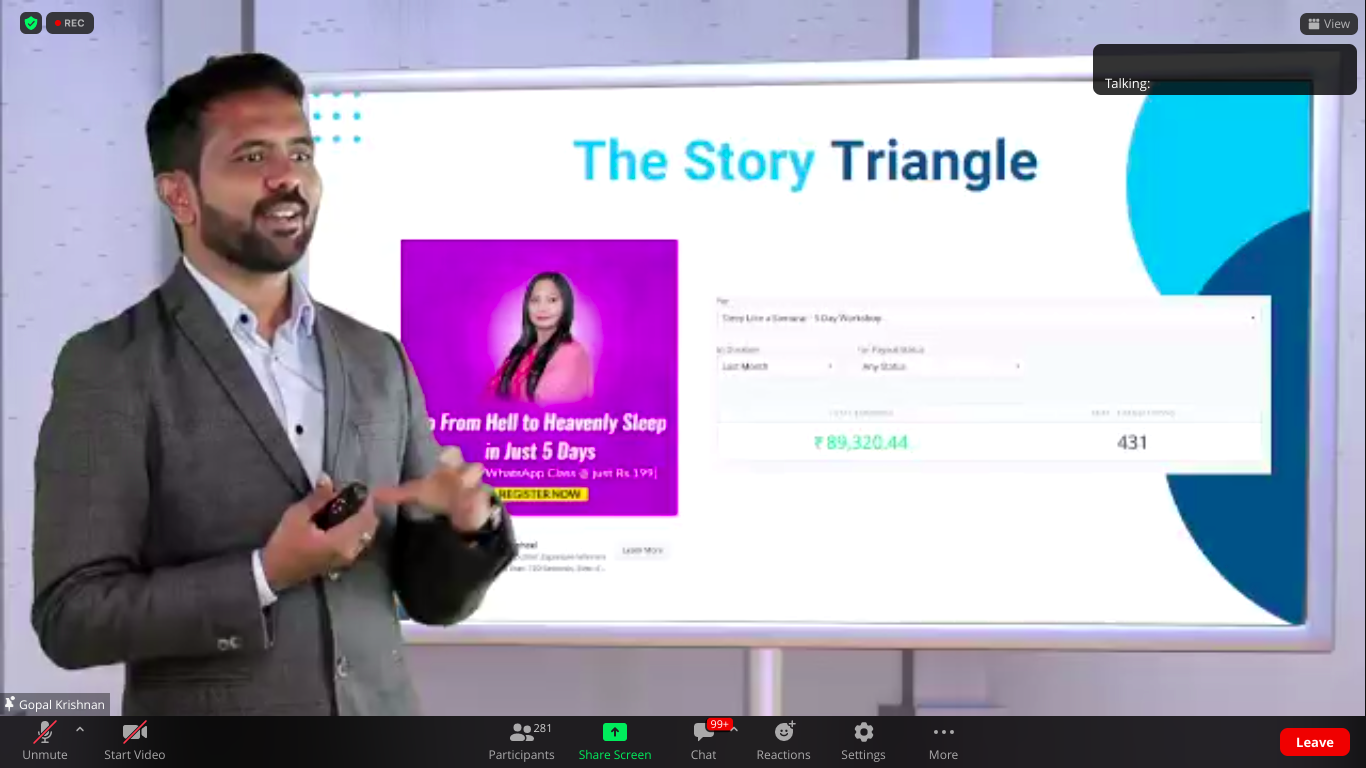 REC
View
Talking:
The Story Triangle
From Hell to Heavenly Sleep
in Just 5 Days
WhatsApp Class @ just Rs.199
REGISTER NOW
Learn More
For
Sleep Like a Samurai - 5 Day Workshop
Last Month
Any Status
₹ 89,320.44
431
Gopal Krishnan
Unmute
Start Video
281
Participants
Share Screen
99+
Chat
Reactions
Settings
More
Leave